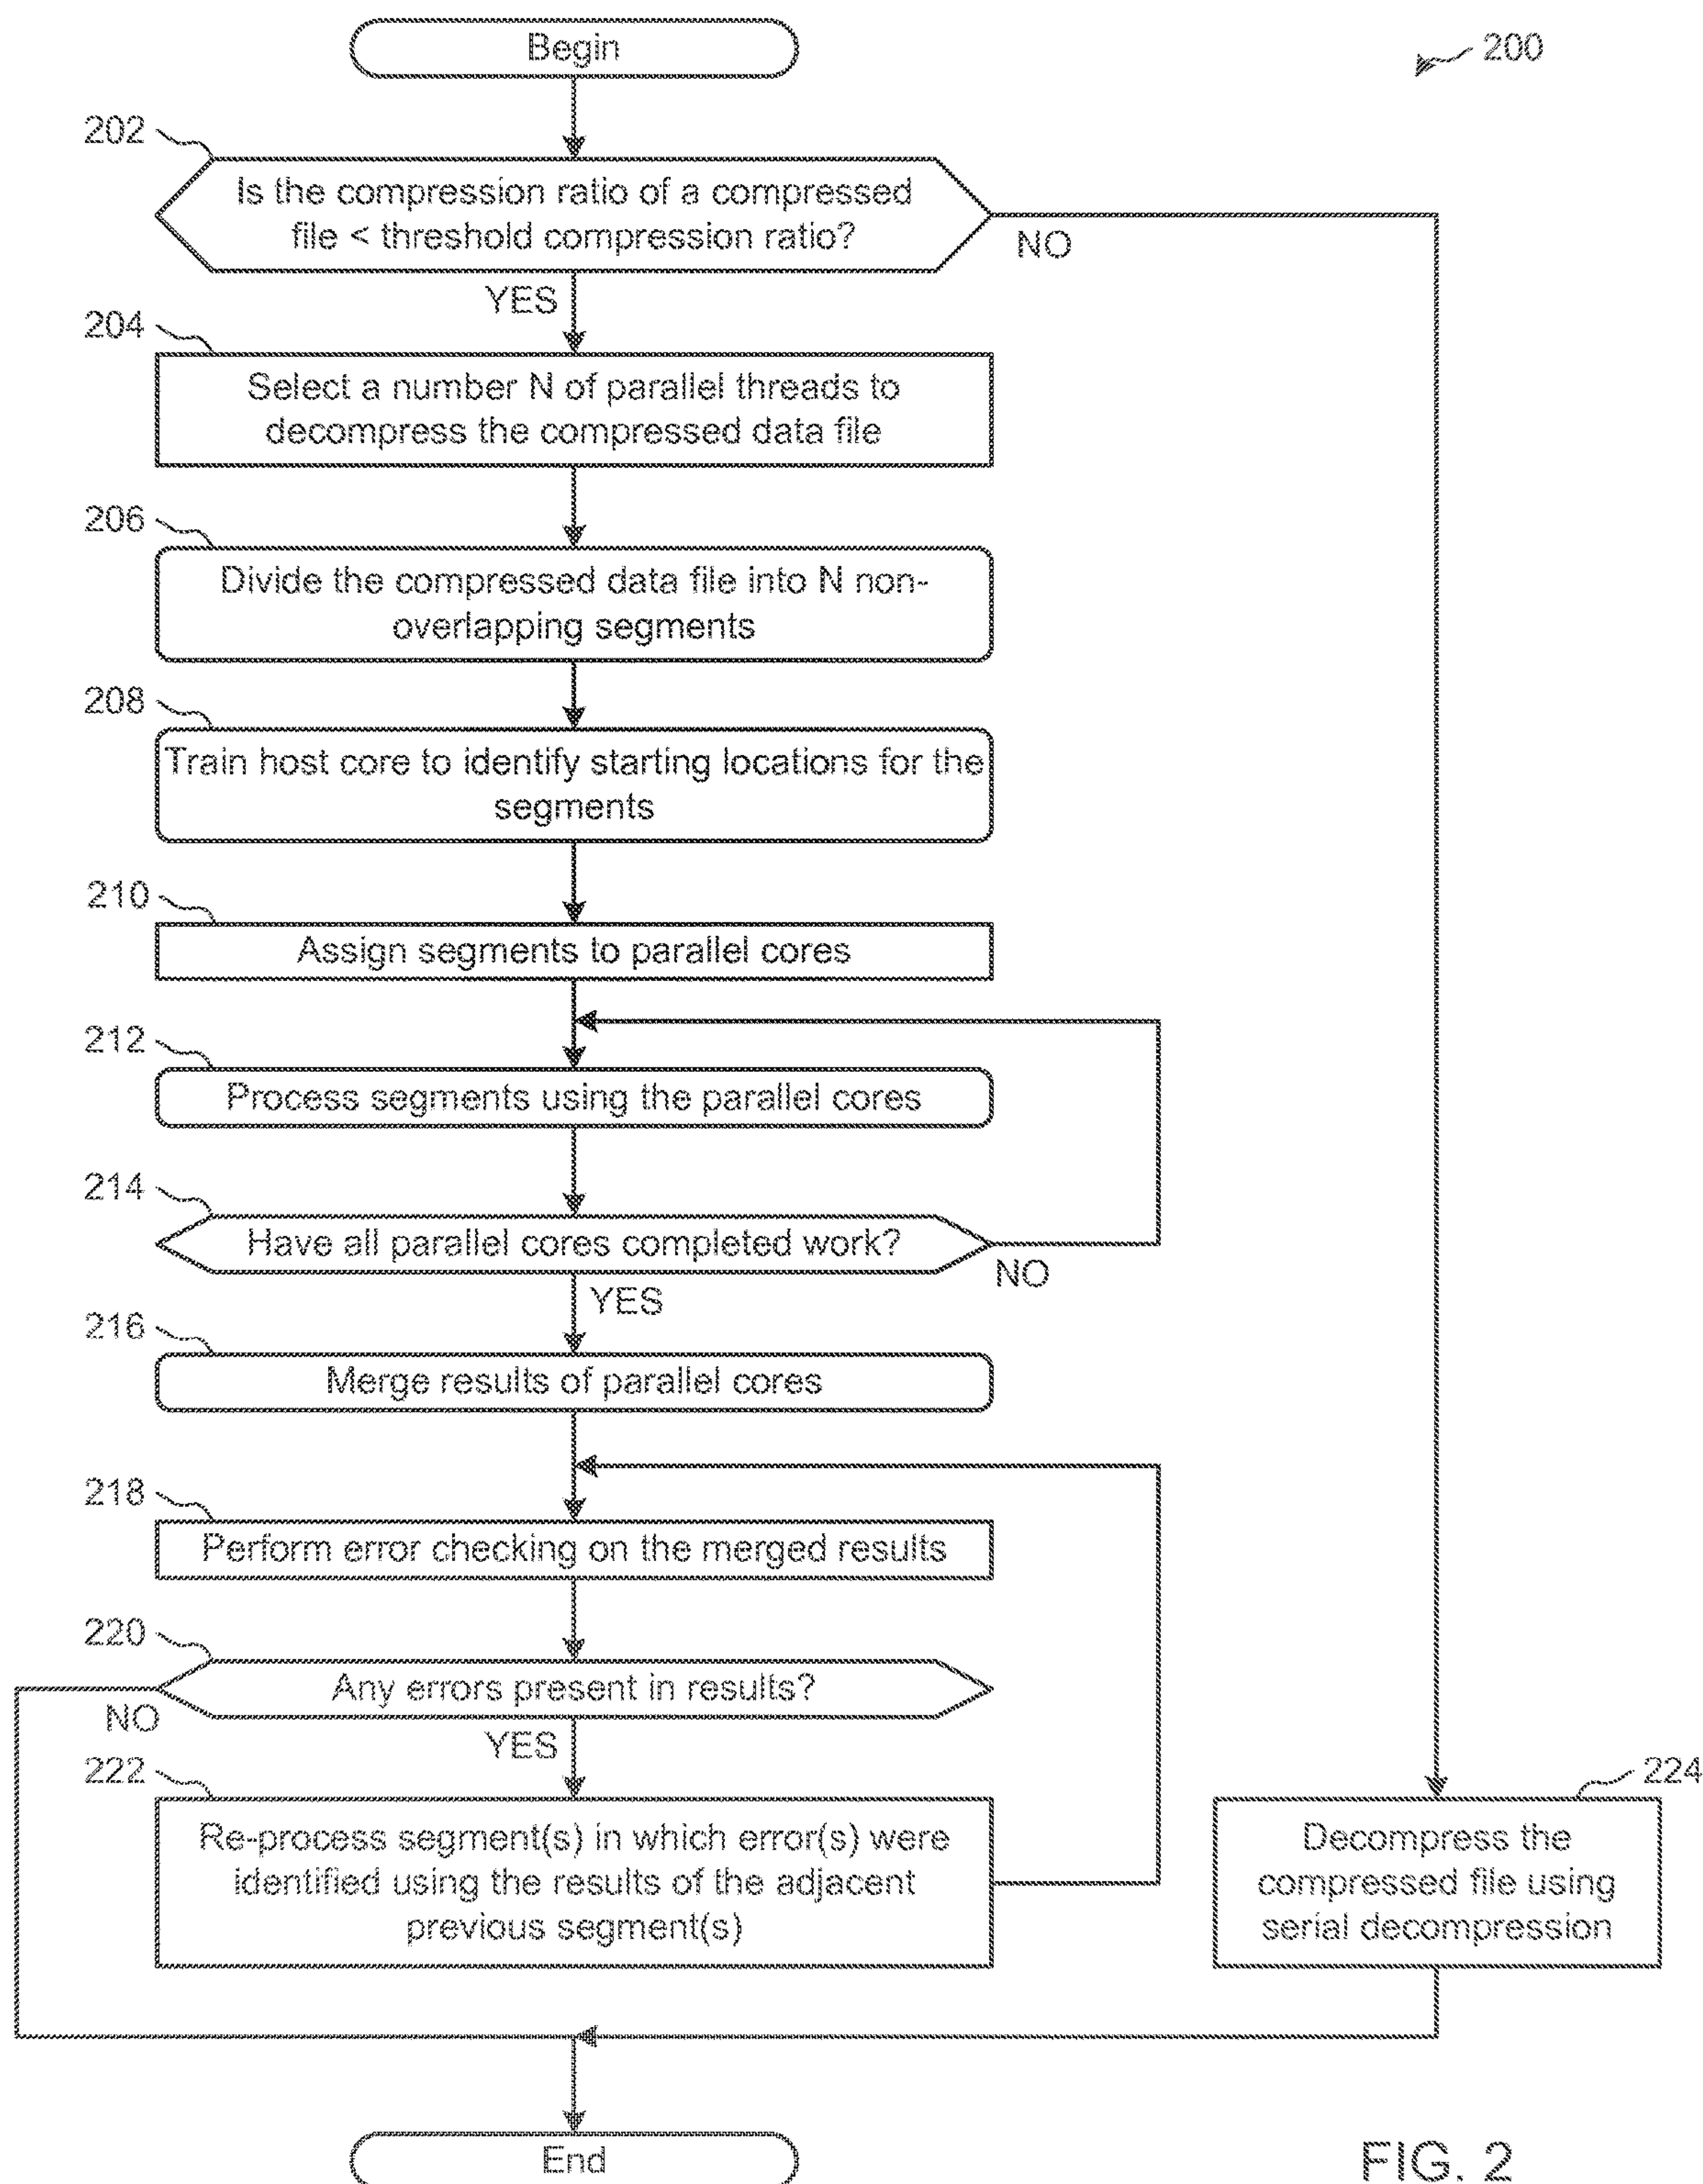 Begin
200
202
Is the compression ratio of a compressed
file < threshold compression ratio?
NO
YES
204
Select a number N of parallel threads to
decompress the compressed data file
206
Divide the compressed data file into N non-
overlapping segments
208
Train host core to identify starting locations for the
segments
210
Assign segments to parallel cores
212
Process segments using the parallel cores
214
Have all parallel cores completed work?
NO
YES
216
Merge results of parallel cores
218
Perform error checking on the merged results
220
Any errors present in results?
NO
YES
222
Re-process segment(s) in which error(s) were
identified using the results of the adjacent
previous segment(s)
224
Decompress the
compressed file using
serial decompression
End
FIG. 2